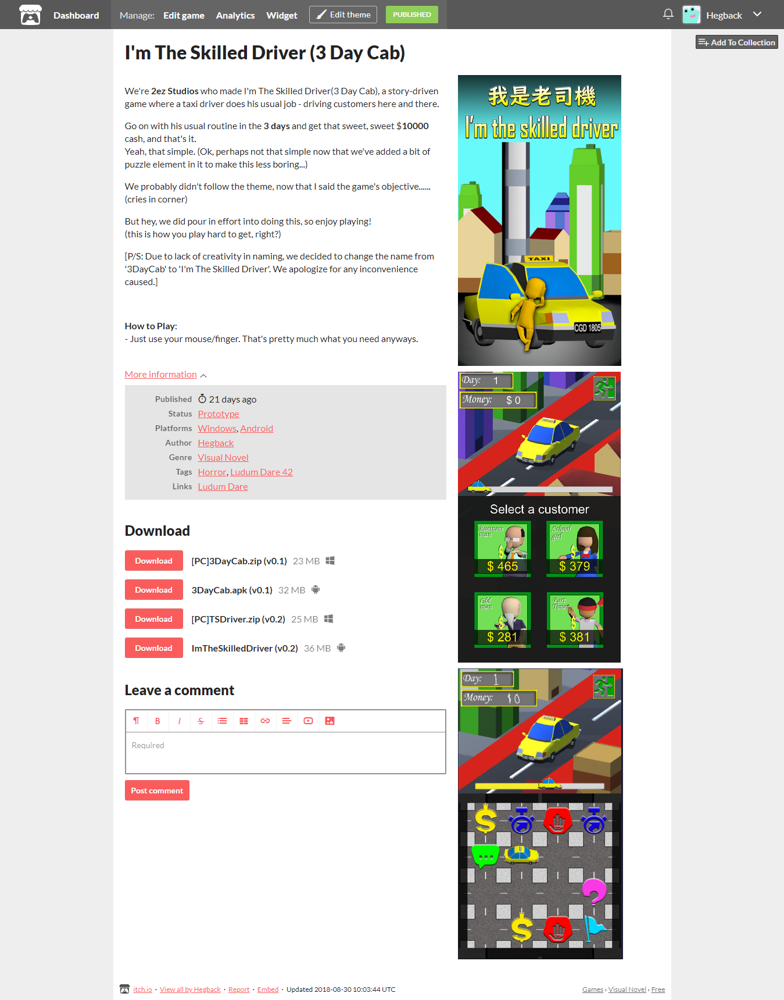 Dashboard
Manage: Edit game Analytics Widget Edit theme PUBLISHED
Hegback
Add To Collection
I'm The Skilled Driver (3 Day Cab)
We're 2ez Studios who made I'm The Skilled Driver(3 Day Cab), a story-driven
game where a taxi driver does his usual job - driving customers here and there.
Go on with his usual routine in the 3 days and get that sweet, sweet $10000
cash, and that's it.
Yeah, that simple. (Ok, perhaps not that simple now that we've added a bit of
puzzle element in it to make this less boring...)
We probably didn't follow the theme, now that I said the game's objective......
(cries in corner)
But hey, we did pour in effort into doing this, so enjoy playing!
(this is how you play hard to get, right?)
[P/S: Due to lack of creativity in naming, we decided to change the name from
'3DayCab' to 'I'm The Skilled Driver'. We apologize for any inconvenience
caused.]
How to Play:
- Just use your mouse/finger. That's pretty much what you need anyways.
More information
Published 21 days ago
Status Prototype
Platforms Windows, Android
Author Hegback
Genre Visual Novel
Tags Horror, Ludum Dare 42
Links Ludum Dare
Download
Download [PC]3DayCab.zip (v0.1) 23 MB
Download 3DayCab.apk (v0.1) 32 MB
Download [PC]TSDriver.zip (v0.2) 25 MB
Download ImTheSkilledDriver (v0.2) 36 MB
Leave a comment
Required
Post comment
我是老司機
I'm the skilled driver
TAXI
CGD 1805
Day: 1
Money: $ 0
Select a customer
Business man
$ 465
School girl
$ 379
Old man
$ 281
Part Timer
$ 381
Day: 1
Money: $0
itch.io · View all by Hegback · Report · Embed · Updated 2018-08-30 10:03:44 UTC
Games › Visual Novel › Free